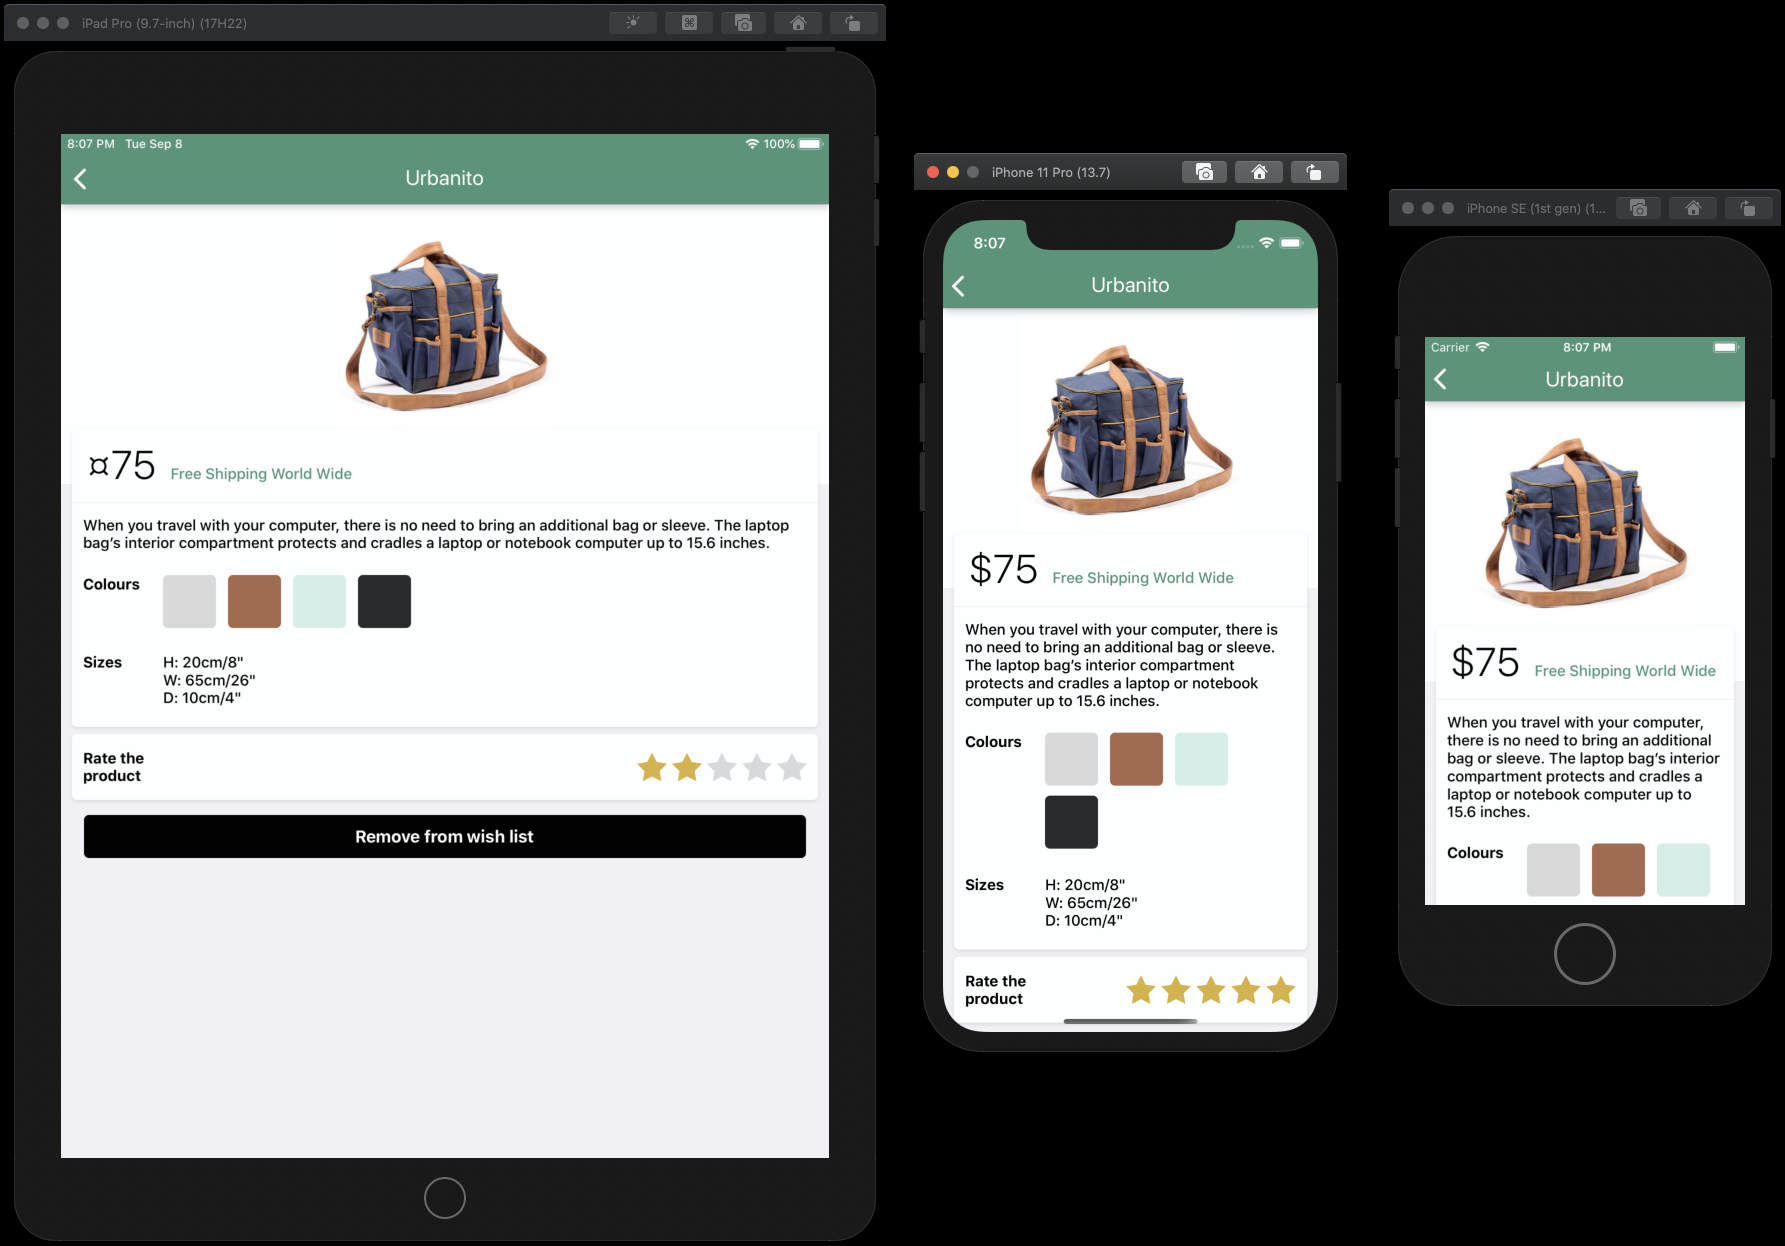 iPad Pro (9.7-inch) (17H22)
8:07 PM Tue Sep 8
100%
Urbanito
¤75 Free Shipping World Wide
When you travel with your computer, there is no need to bring an additional bag or sleeve. The laptop
bag’s interior compartment protects and cradles a laptop or notebook computer up to 15.6 inches.
Colours
Sizes
H: 20cm/8"
W: 65cm/26"
D: 10cm/4"
Rate the
product
Remove from wish list
iPhone 11 Pro (13.7)
8:07
Urbanito
$75 Free Shipping World Wide
When you travel with your computer, there is
no need to bring an additional bag or sleeve.
The laptop bag’s interior compartment
protects and cradles a laptop or notebook
computer up to 15.6 inches.
Colours
Sizes
H: 20cm/8"
W: 65cm/26"
D: 10cm/4"
Rate the
product
iPhone SE (1st gen) (1...
Carrier
8:07 PM
Urbanito
$75 Free Shipping World Wide
When you travel with your computer,
there is no need to bring an additional
bag or sleeve. The laptop bag’s interior
compartment protects and cradles a
laptop or notebook computer up to
15.6 inches.
Colours